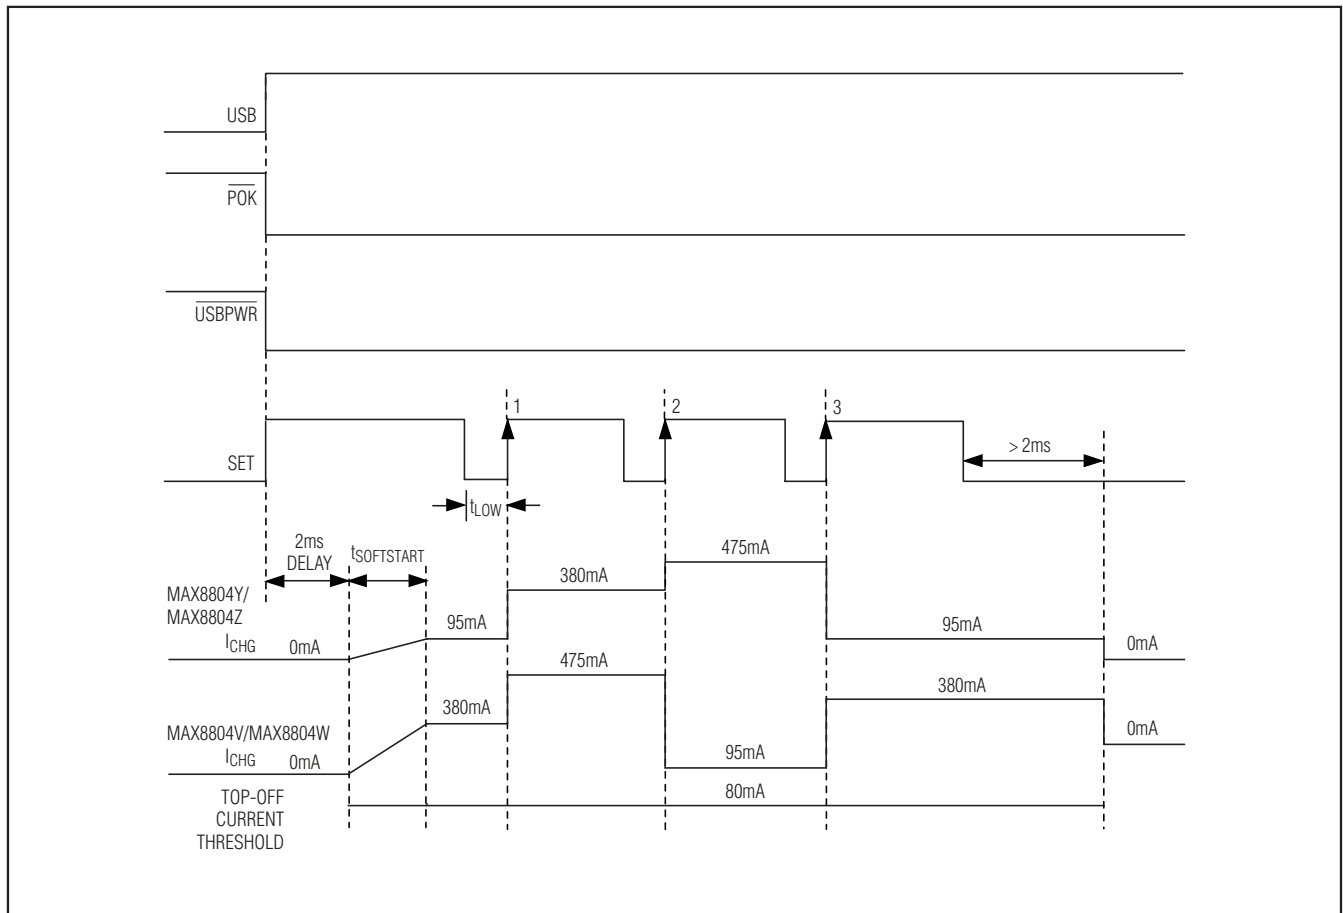 USB
POK
USBPWR
1
2
3
SET
> 2ms
tLOW
2ms
DELAY
tSOFTSTART
475mA
380mA
MAX8804Y/
MAX8804Z
95mA
95mA
ICHG
0mA
0mA
475mA
380mA
380mA
MAX8804V/MAX8804W
ICHG
0mA
0mA
95mA
TOP-OFF
CURRENT
THRESHOLD
80mA